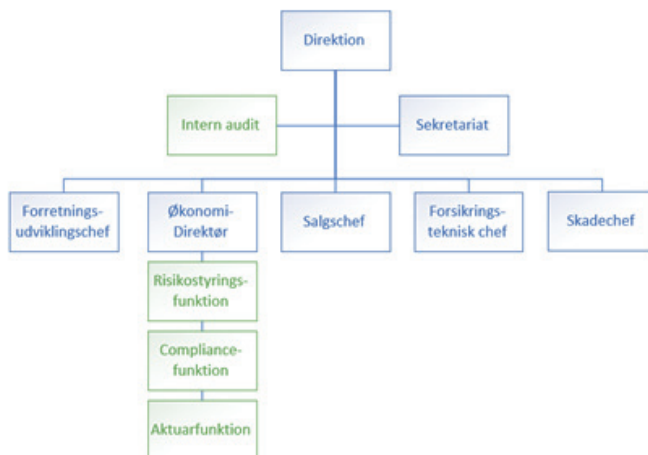 Direktion
Intern audit
Sekretariat
Forretnings-
udviklingschef
Økonomi-
Direktør
Salgschef
Forsikrings-
teknisk chef
Skadechef
Risikostyrings-
funktion
Compliance-
funktion
Aktuarfunktion